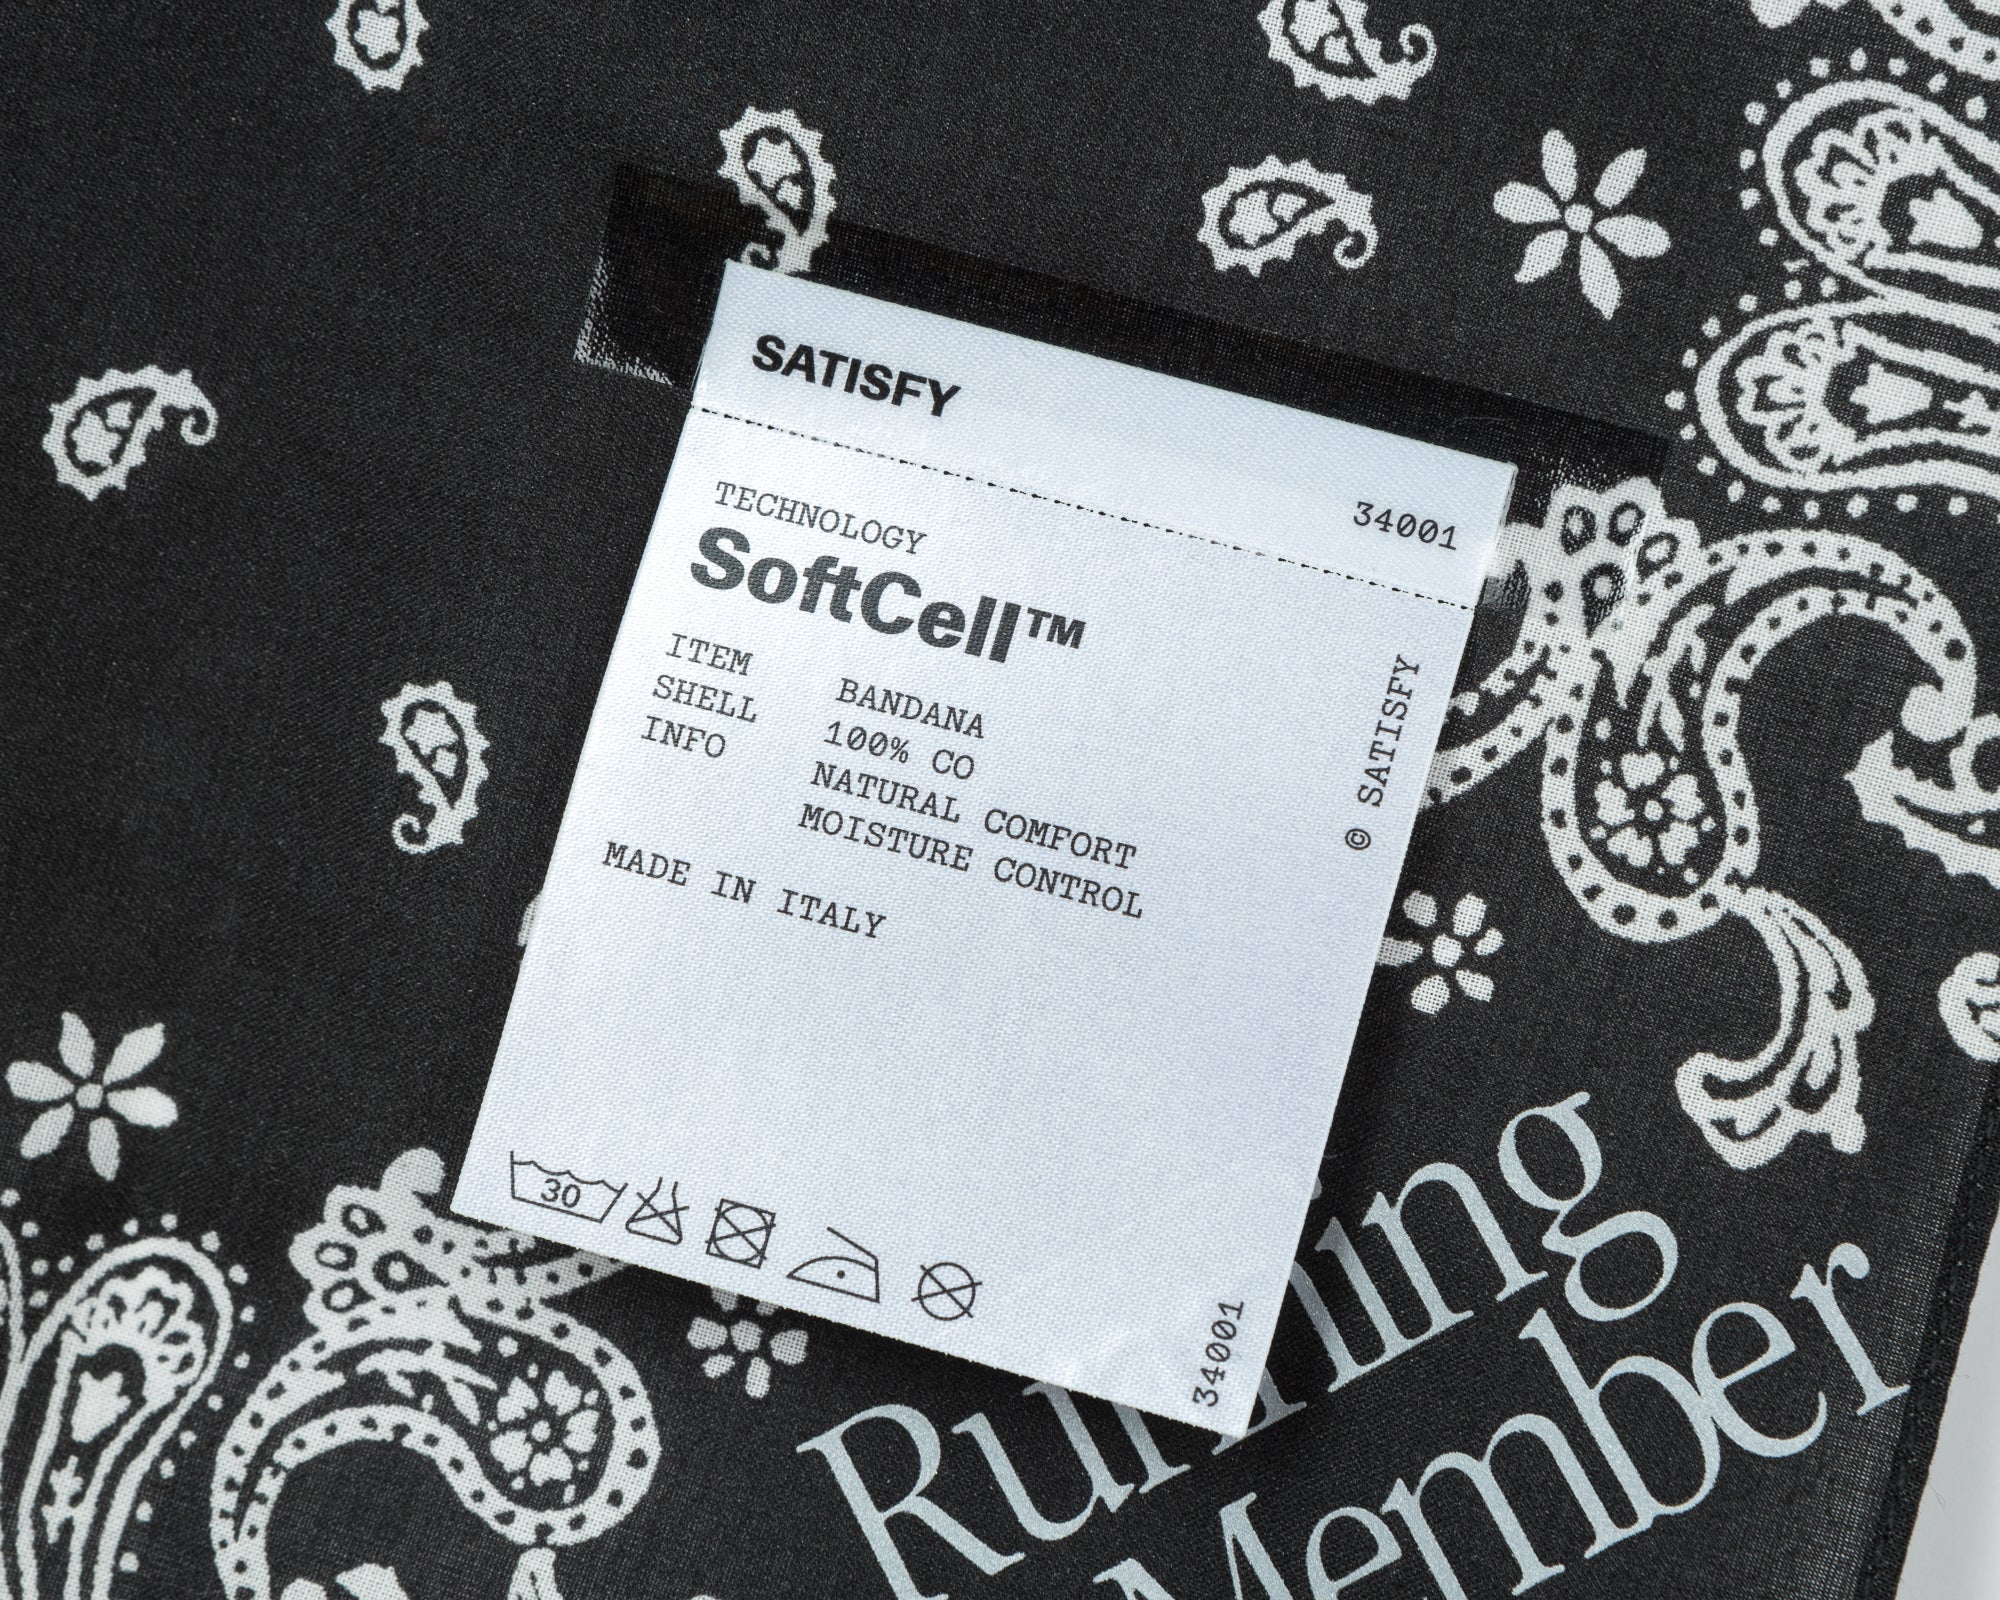 SATISFY
34001
TECHNOLOGY
SoftCell™
ITEM BANDANA
SHELL 100% CO
INFO NATURAL COMFORT
MOISTURE CONTROL
MADE IN ITALY
© SATISFY
30
34001
Running
Member